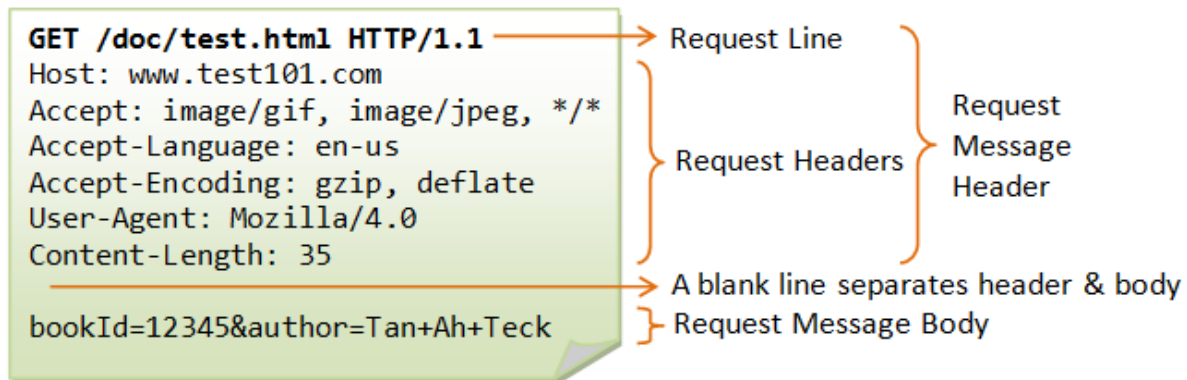 GET /doc/test.html HTTP/1.1
Host: www.test101.com
Accept: image/gif, image/jpeg, */*
Accept-Language: en-us
Accept-Encoding: gzip, deflate
User-Agent: Mozilla/4.0
Content-Length: 35
bookId=12345&author=Tan+Ah+Teck
Request Line
Request Headers
Request
Message
Header
A blank line separates header & body
Request Message Body